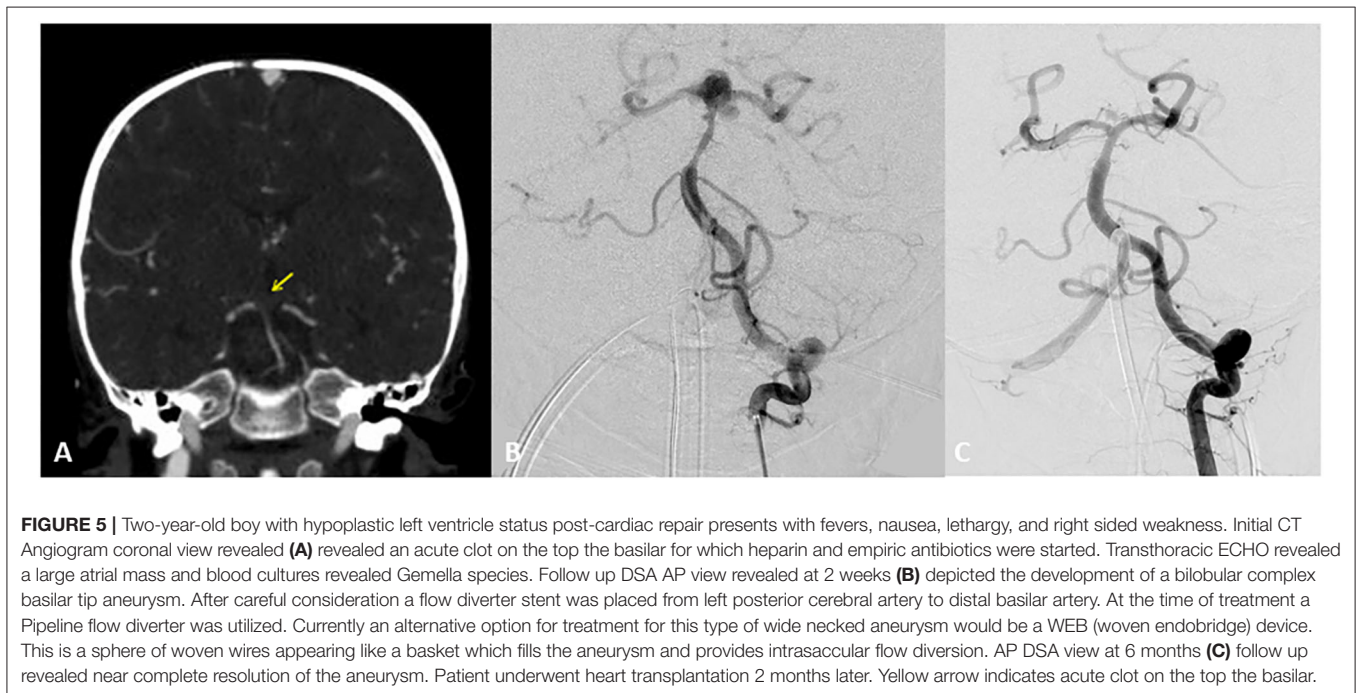 A
B
C
FIGURE 5 | Two-year-old boy with hypoplastic left ventricle status post-cardiac repair presents with fevers, nausea, lethargy, and right sided weakness. Initial CT
Angiogram coronal view revealed (A) revealed an acute clot on the top the basilar for which heparin and empiric antibiotics were started. Transthoracic ECHO revealed
a large atrial mass and blood cultures revealed Gemella species. Follow up DSA AP view revealed at 2 weeks (B) depicted the development of a bilobular complex
basilar tip aneurysm. After careful consideration a flow diverter stent was placed from left posterior cerebral artery to distal basilar artery. At the time of treatment a
Pipeline flow diverter was utilized. Currently an alternative option for treatment for this type of wide necked aneurysm would be a WEB (woven endobridge) device.
This is a sphere of woven wires appearing like a basket which fills the aneurysm and provides intrasaccular flow diversion. AP DSA view at 6 months (C) follow up
revealed near complete resolution of the aneurysm. Patient underwent heart transplantation 2 months later. Yellow arrow indicates acute clot on the top the basilar.